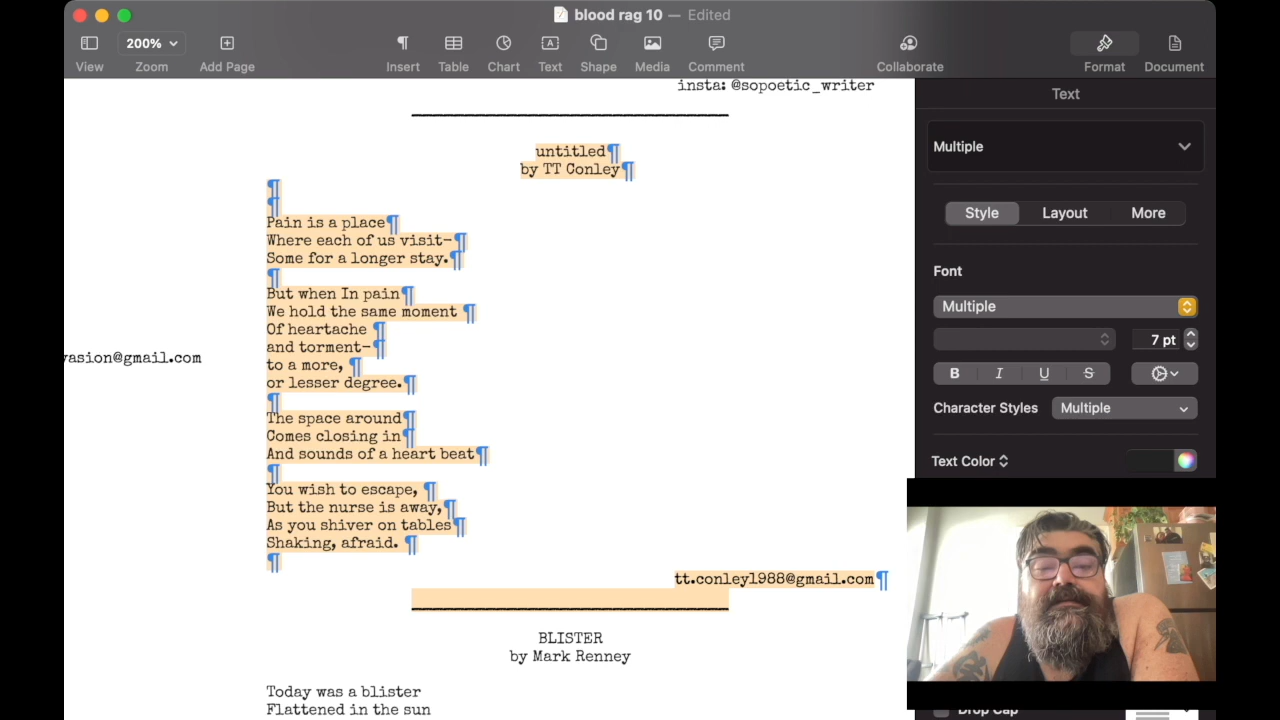 blood rag 10 — Edited
200%
View
Zoom
Add Page
Insert
Table
Chart
Text
Shape
Media
Comment
Collaborate
Format
Document
insta: @sopoetic_writer
untitled¶
by TT Conley¶
¶
¶
Pain is a place¶
Where each of us visit-¶
Some for a longer stay.¶
¶
But when In pain¶
We hold the same moment ¶
Of heartache ¶
and torment-¶
to a more, ¶
or lesser degree.¶
¶
The space around¶
Comes closing in¶
And sounds of a heart beat¶
¶
You wish to escape, ¶
But the nurse is away,¶
As you shiver on tables¶
Shaking, afraid. ¶
¶
tt.conley1988@gmail.com¶
vasion@gmail.com
BLISTER
by Mark Renney
Today was a blister
Flattened in the sun
Text
Multiple
Style
Layout
More
Font
Multiple
7 pt
B I U S
Character Styles
Multiple
Text Color
Drop Cap